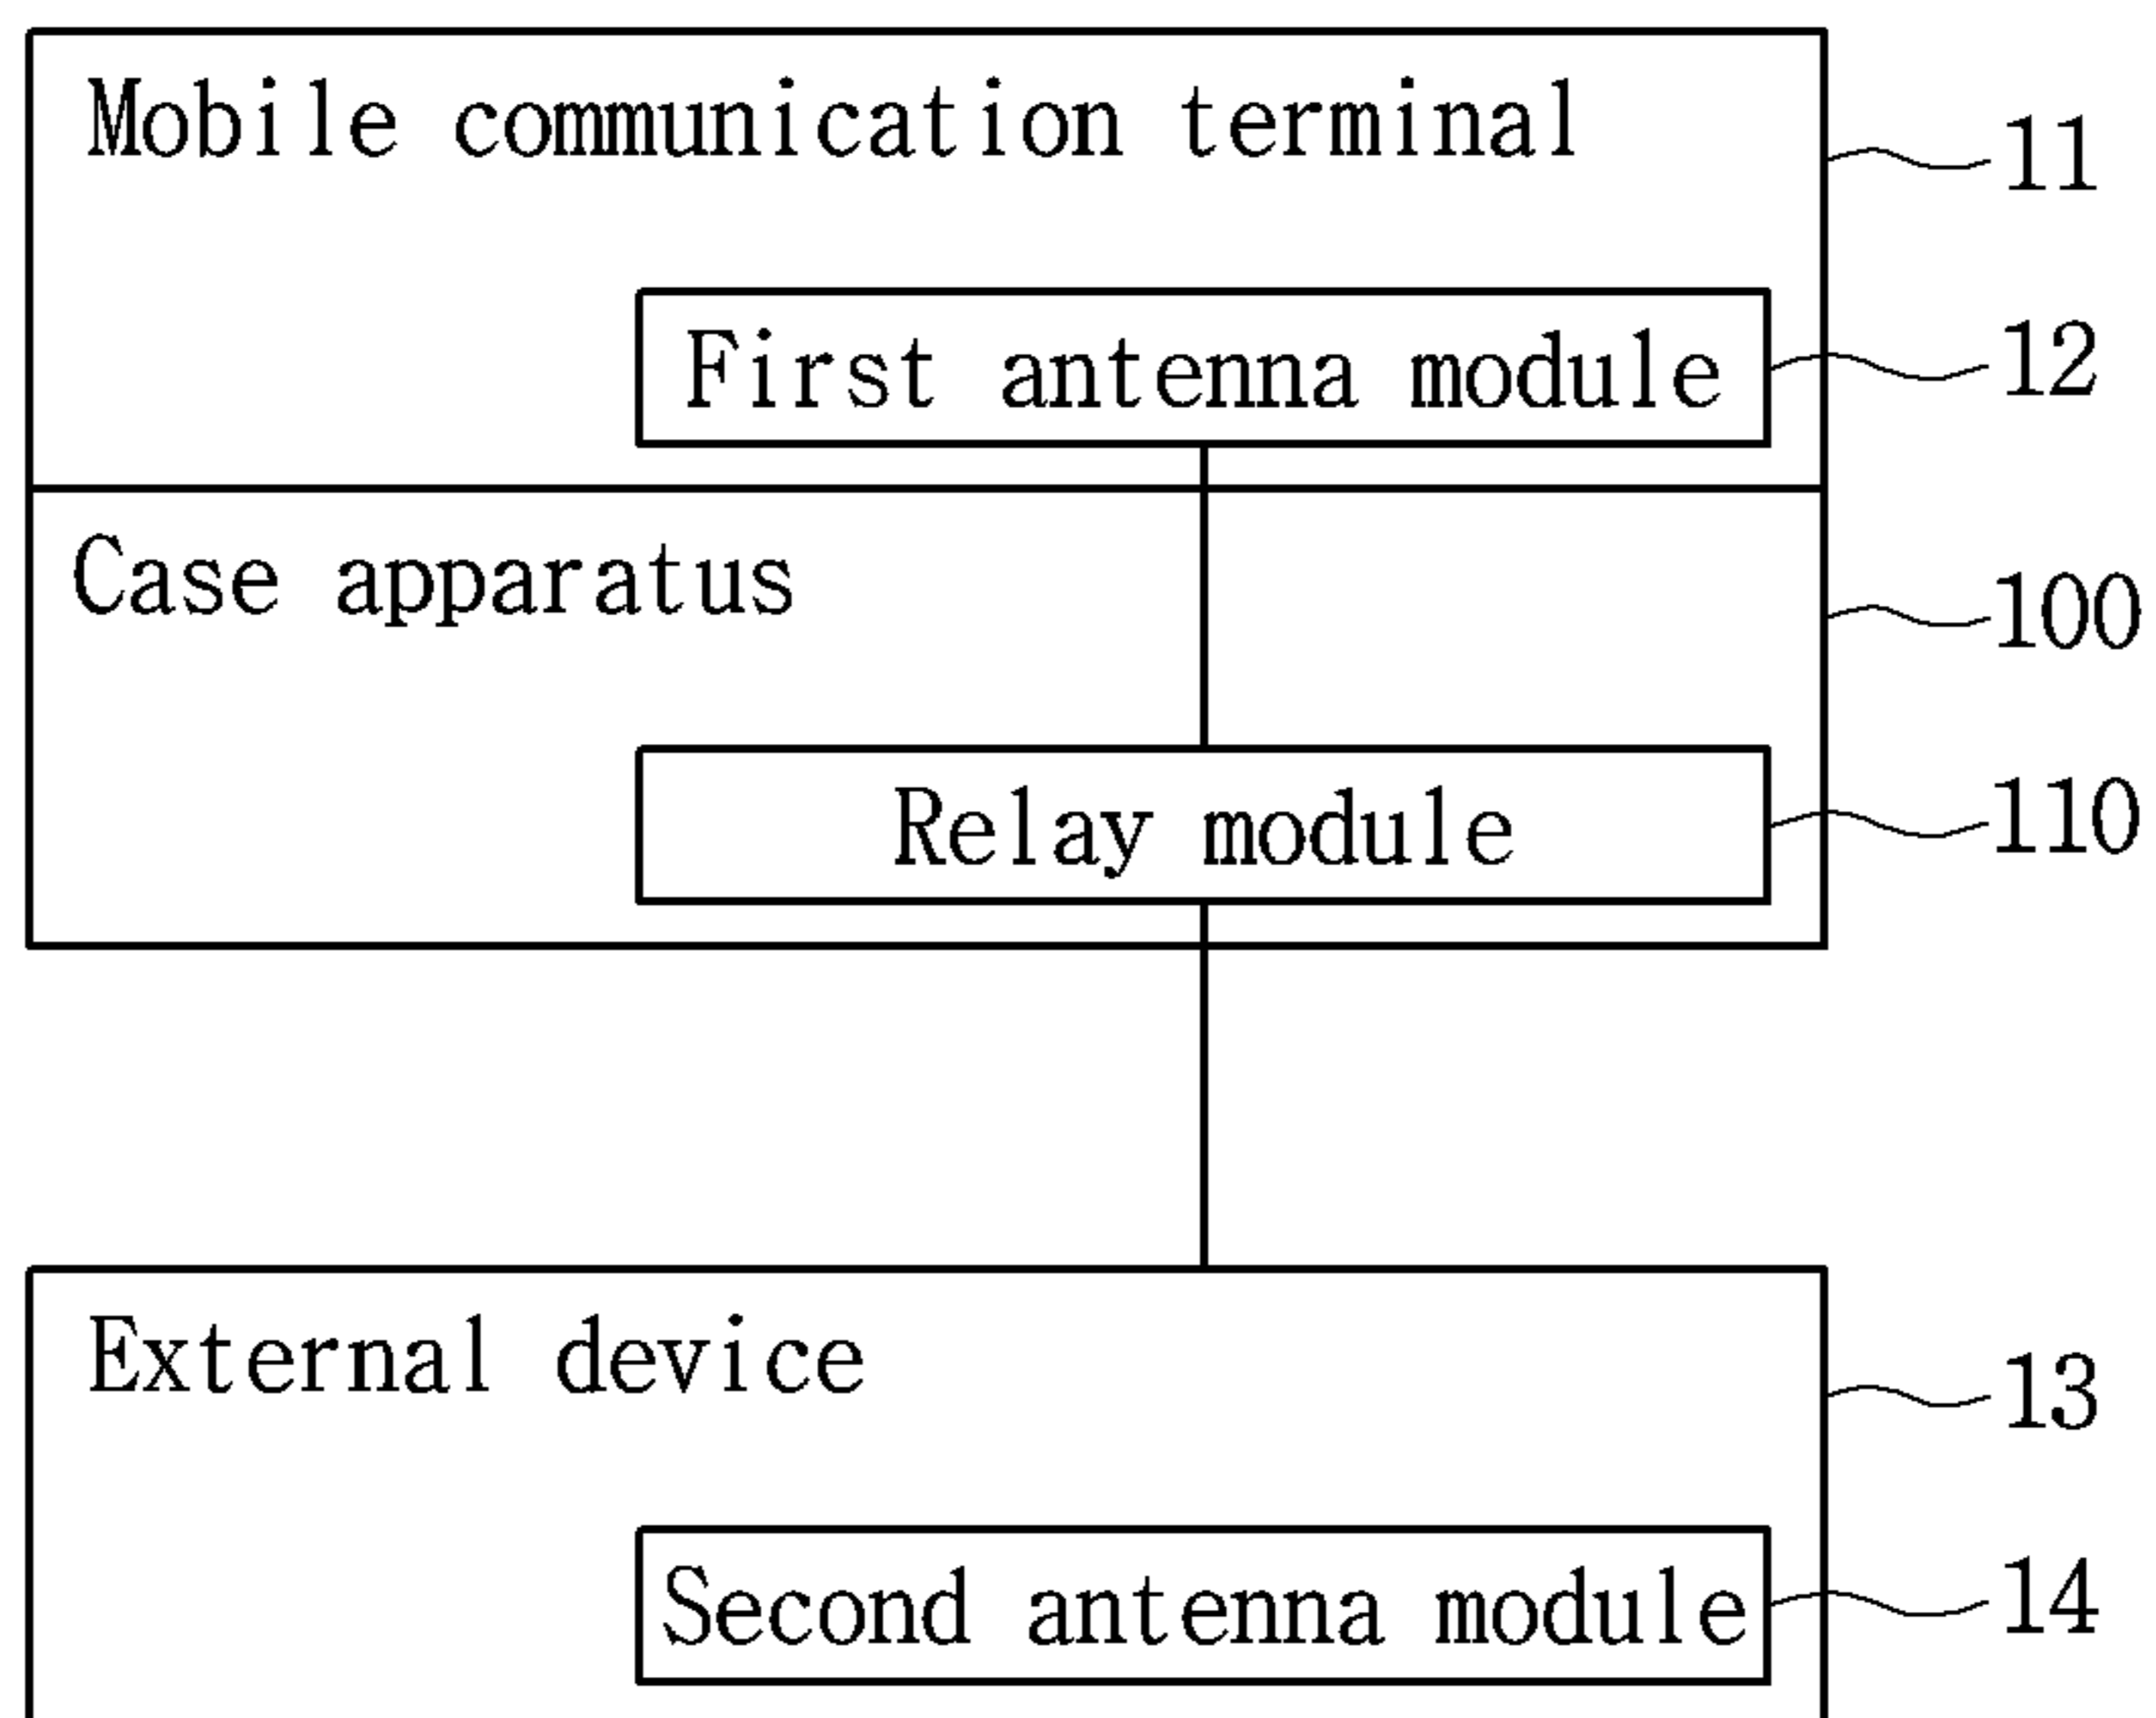 Mobile communication terminal
11
First antenna module
12
Case apparatus
100
Relay module
110
External device
13
Second antenna module
14